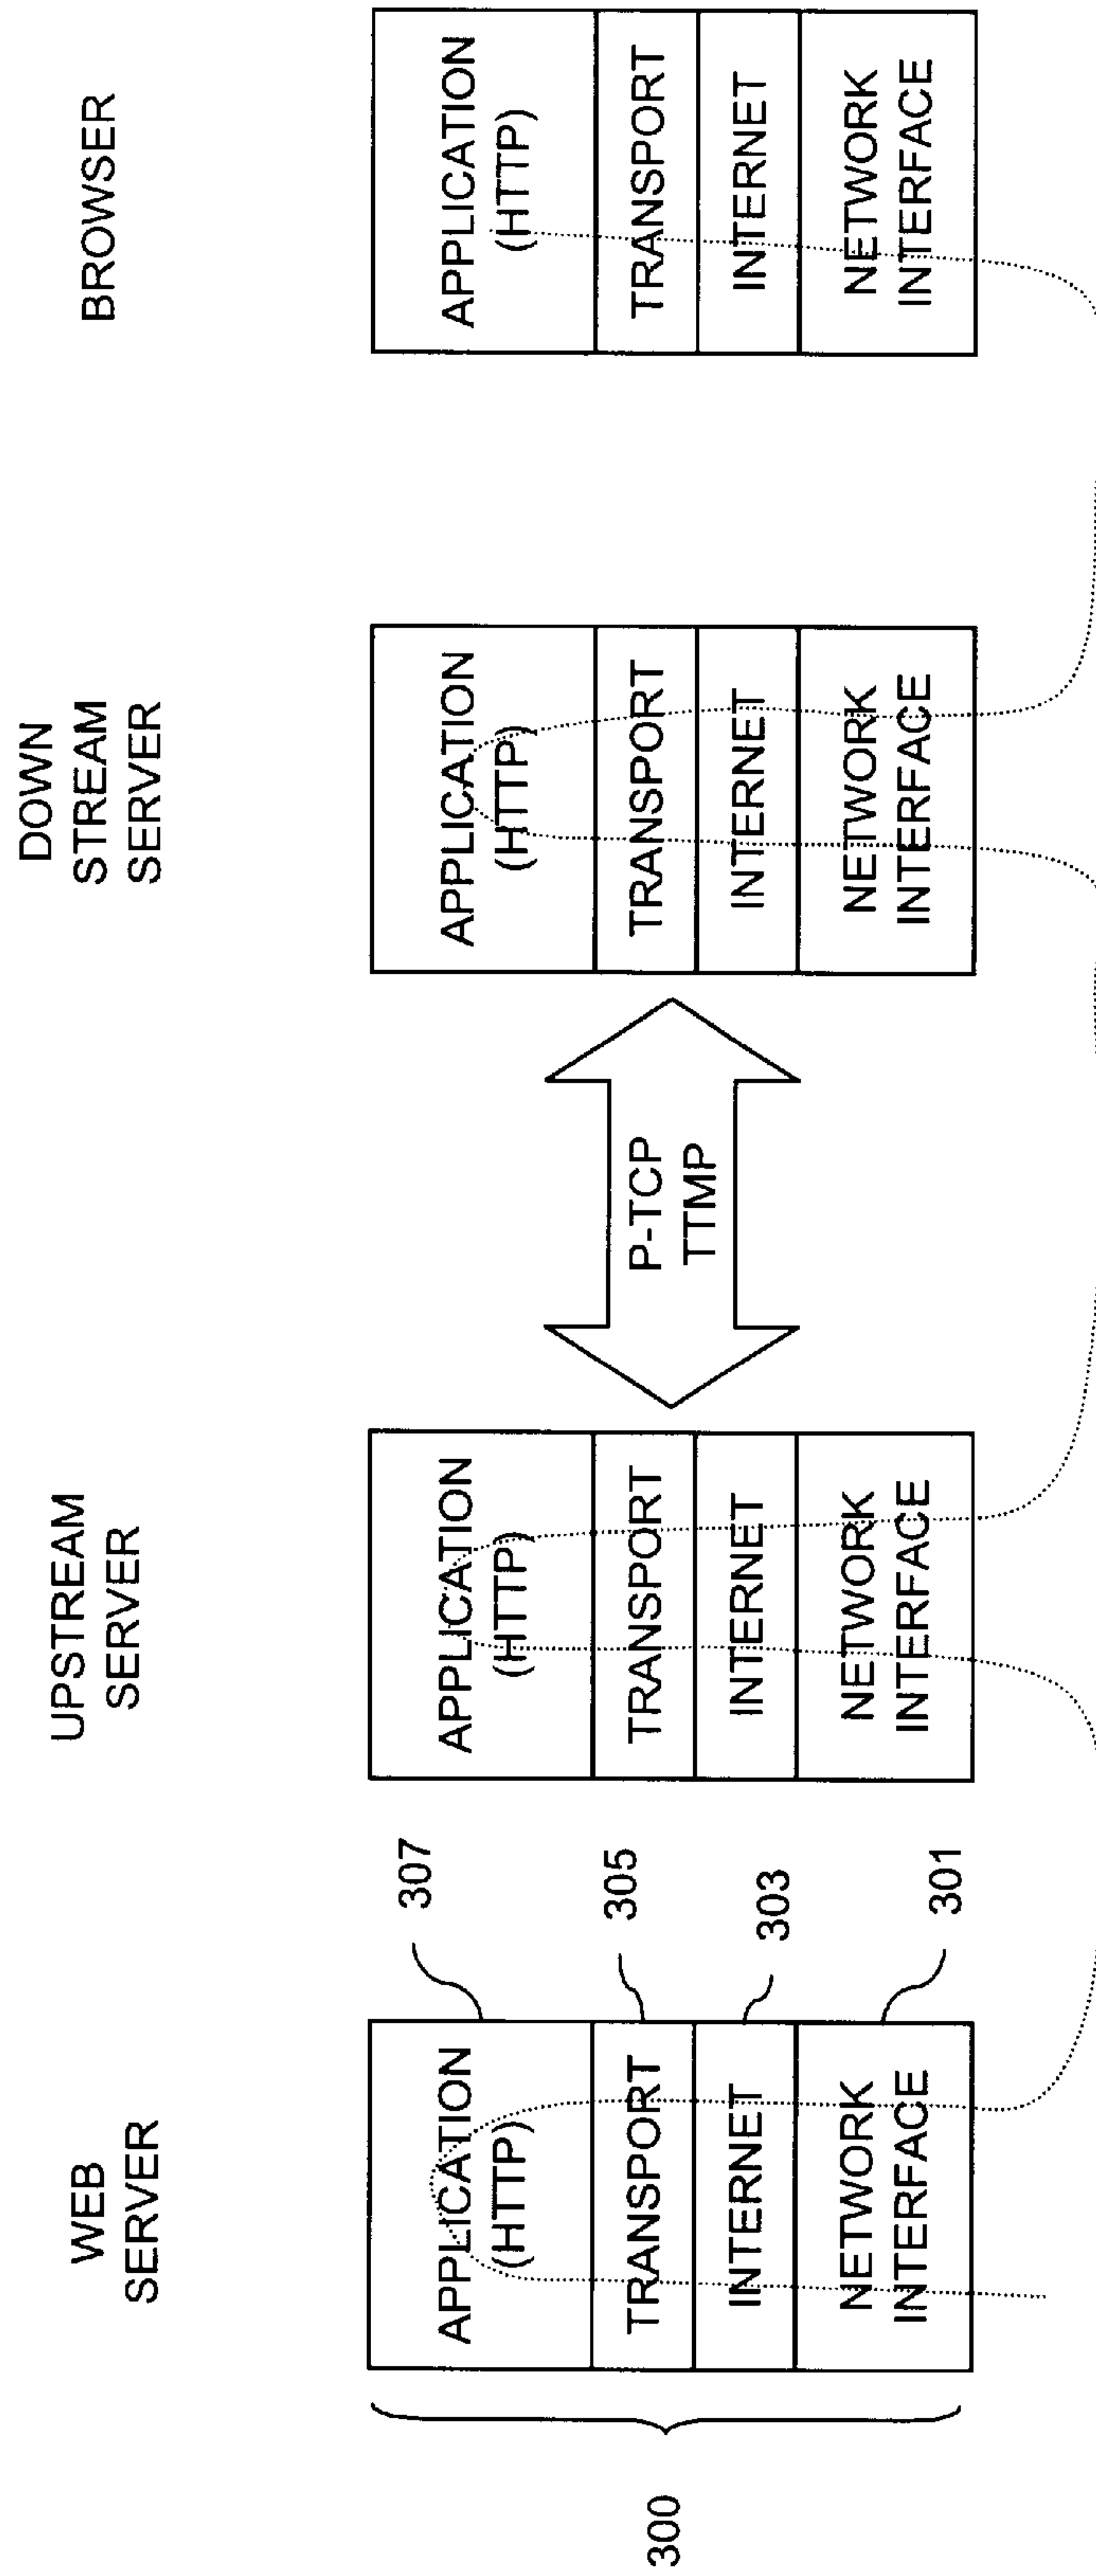 WEB
SERVER
UPSTREAM
SERVER
DOWN
STREAM
SERVER
BROWSER
300
APPLICATION
(HTTP)
TRANSPORT
INTERNET
NETWORK
INTERFACE
307
305
303
301
APPLICATION
(HTTP)
TRANSPORT
INTERNET
NETWORK
INTERFACE
P-TCP
TTMP
APPLICATION
(HTTP)
TRANSPORT
INTERNET
NETWORK
INTERFACE
APPLICATION
(HTTP)
TRANSPORT
INTERNET
NETWORK
INTERFACE